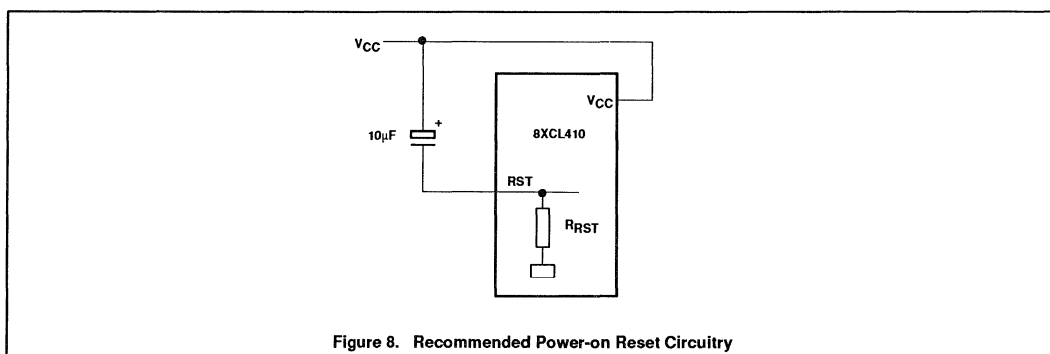 VCC
VCC
+
10µF
8XCL410
RST
RRST
Figure 8. Recommended Power-on Reset Circuitry